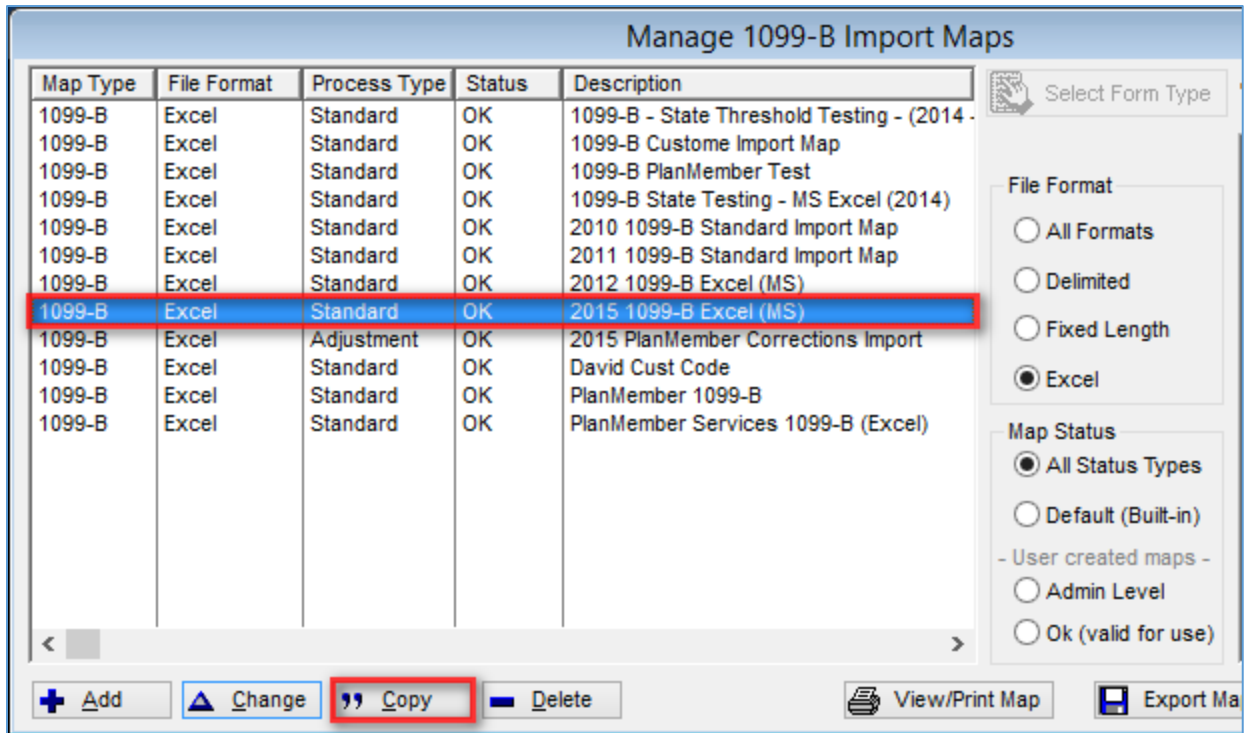 Manage 1099-B Import Maps
Map Type File Format Process Type Status Description
1099-B Excel Standard OK 1099-B - State Threshold Testing - (2014 -
1099-B Excel Standard OK 1099-B Custome Import Map
1099-B Excel Standard OK 1099-B PlanMember Test
1099-B Excel Standard OK 1099-B State Testing - MS Excel (2014)
1099-B Excel Standard OK 2010 1099-B Standard Import Map
1099-B Excel Standard OK 2011 1099-B Standard Import Map
1099-B Excel Standard OK 2012 1099-B Excel (MS)
1099-B Excel Standard OK 2015 1099-B Excel (MS)
1099-B Excel Adjustment OK 2015 PlanMember Corrections Import
1099-B Excel Standard OK David Cust Code
1099-B Excel Standard OK PlanMember 1099-B
1099-B Excel Standard OK PlanMember Services 1099-B (Excel)
Select Form Type
File Format
All Formats
Delimited
Fixed Length
Excel
Map Status
All Status Types
Default (Built-in)
- User created maps -
Admin Level
Ok (valid for use)
Add Change Copy Delete View/Print Map Export Ma